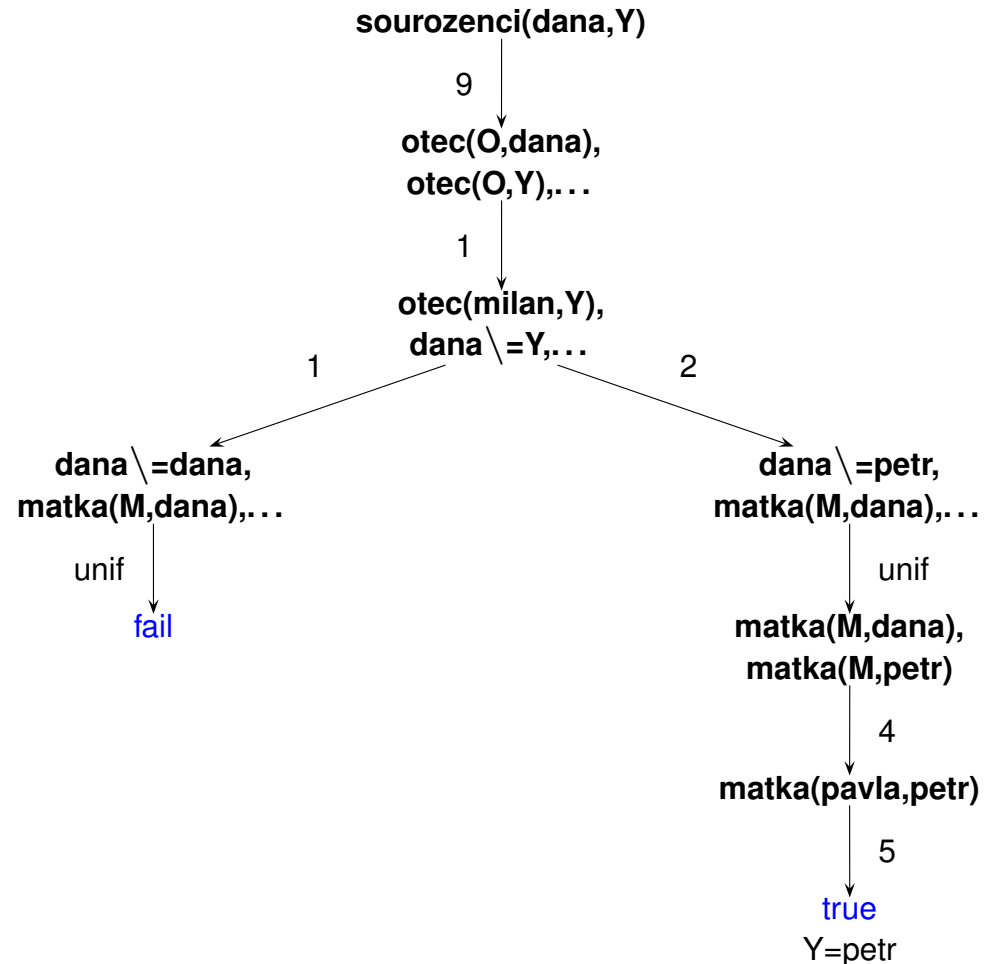 sourozenci(dana,Y)
9
otec(O,dana),
otec(O,Y),...
1
otec(milan,Y),
dana\=Y,...
1
2
dana\=dana,
matka(M,dana),...
unif
fail
dana\=petr,
matka(M,dana),...
unif
matka(M,dana),
matka(M,petr)
4
matka(pavla,petr)
5
true
Y=petr